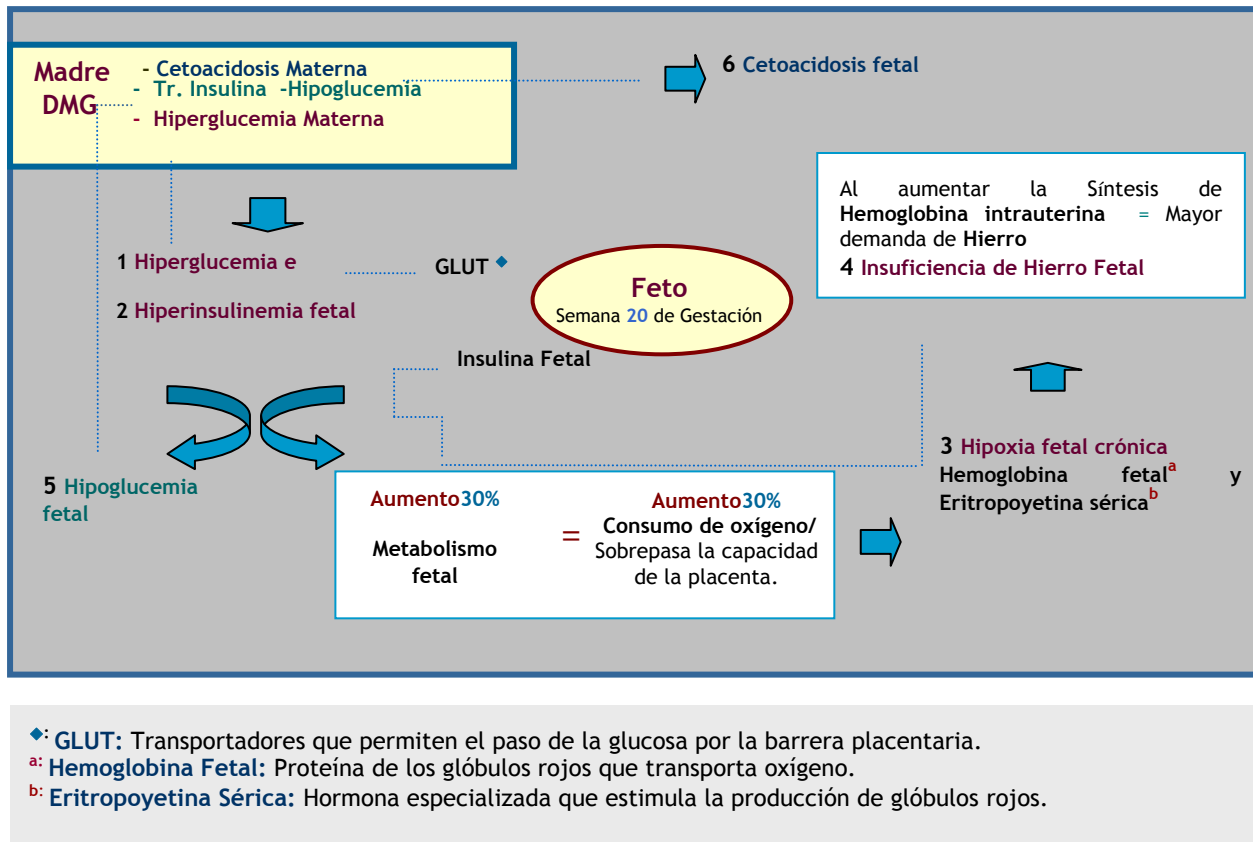 Madre DMG
- Cetoacidosis Materna
- Tr. Insulina -Hipoglucemia
- Hiperglucemia Materna
6 Cetoacidosis fetal
Al aumentar la Síntesis de
Hemoglobina intrauterina = Mayor
demanda de Hierro
4 Insuficiencia de Hierro Fetal
1 Hiperglucemia e
GLUT ◆
2 Hiperinsulinemia fetal
Feto
Semana 20 de Gestación
Insulina Fetal
3 Hipoxia fetal crónica
Hemoglobina fetalᵃ y
Eritropoyetina séricaᵇ
5 Hipoglucemia
fetal
Aumento30%
Metabolismo
fetal
=
Aumento30%
Consumo de oxígeno/
Sobrepasa la capacidad
de la placenta.
◆: GLUT: Transportadores que permiten el paso de la glucosa por la barrera placentaria.
a: Hemoglobina Fetal: Proteína de los glóbulos rojos que transporta oxígeno.
b: Eritropoyetina Sérica: Hormona especializada que estimula la producción de glóbulos rojos.